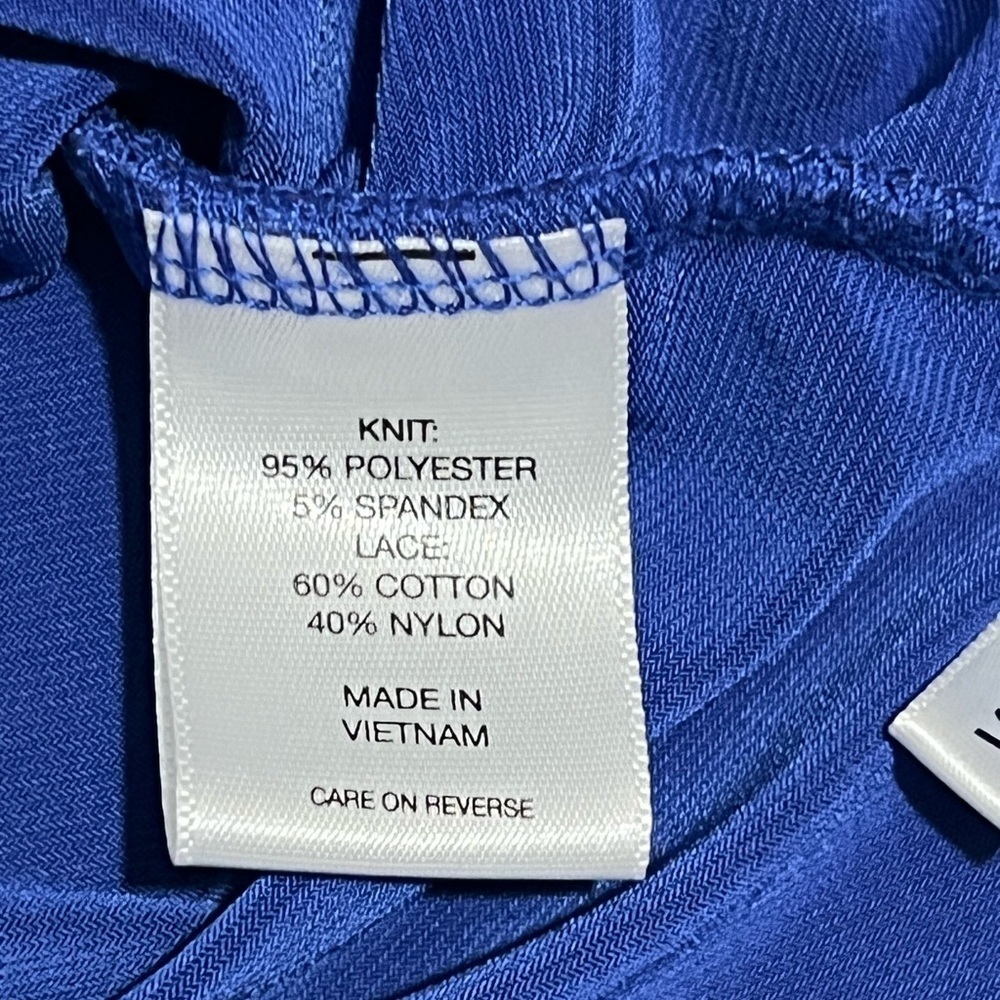 KNIT:
95% POLYESTER
5% SPANDEX
LACE:
60% COTTON
40% NYLON
MADE IN
VIETNAM
CARE ON REVERSE